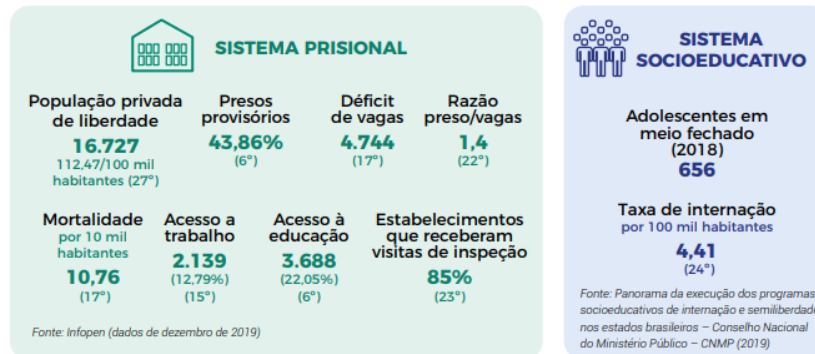 SISTEMA PRISIONAL
População privada
de liberdade
16.727
112,47/100 mil
habitantes (27º)
Presos
provisórios
43,86%
(6º)
Déficit
de vagas
4.744
(17º)
Razão
preso/vagas
1,4
(22º)
Mortalidade
por 10 mil
habitantes
10,76
(17º)
Acesso a
trabalho
2.139
(12,79%)
(15º)
Acesso à
educação
3.688
(22,05%)
(6º)
Estabelecimentos
que receberam
visitas de inspeção
85%
(23º)
Fonte: Infopen (dados de dezembro de 2019)
SISTEMA
SOCIOEDUCATIVO
Adolescentes em
meio fechado
(2018)
656
Taxa de internação
por 100 mil habitantes
4,41
(24º)
Fonte: Panorama da execução dos programas
socioeducativos de internação e semiliberdade
nos estados brasileiros – Conselho Nacional
do Ministério Público – CNMP (2019)